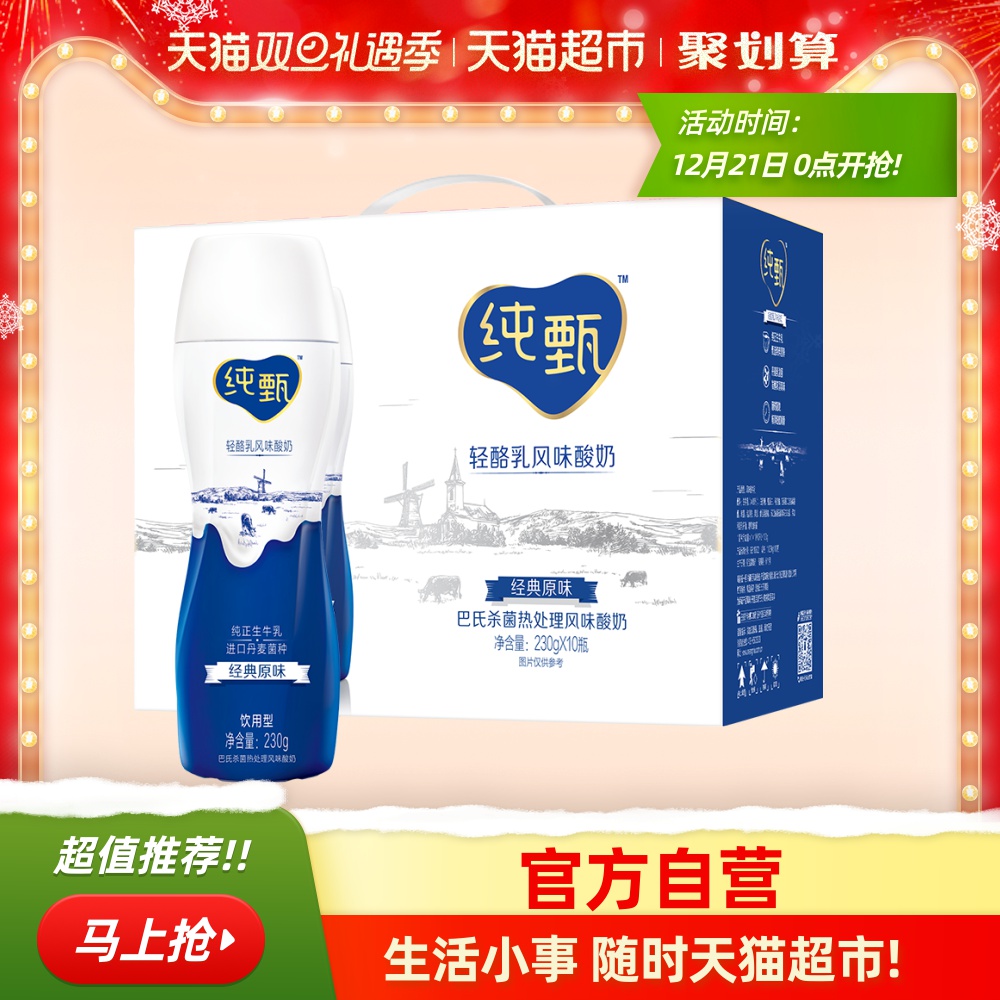 天猫双旦礼遇季 | 天猫超市 | 聚划算
活动时间：
12月21日 0点开抢!
纯甄
TM
轻酪乳风味酸奶
经典原味
巴氏杀菌热处理风味酸奶
净含量：230gX10瓶
图片仅供参考
纯甄
TM
轻酪乳风味酸奶
纯正生牛乳
进口丹麦菌种
经典原味
饮用型
净含量：230g
巴氏杀菌热处理风味酸奶
纯甄
超值推荐!!
马上抢
官方自营
生活小事 随时天猫超市!